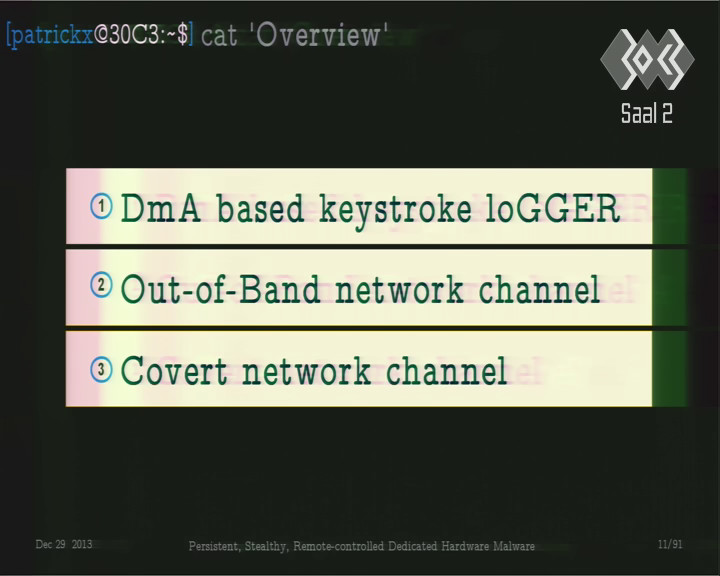 [patrickx@30C3:~$] cat 'Overview'
Saal 2
1 DmA based keystroke loGGER
2 Out-of-Band network channel
3 Covert network channel
Dec 29 2013 Persistent, Stealthy, Remote-controlled Dedicated Hardware Malware 11/91